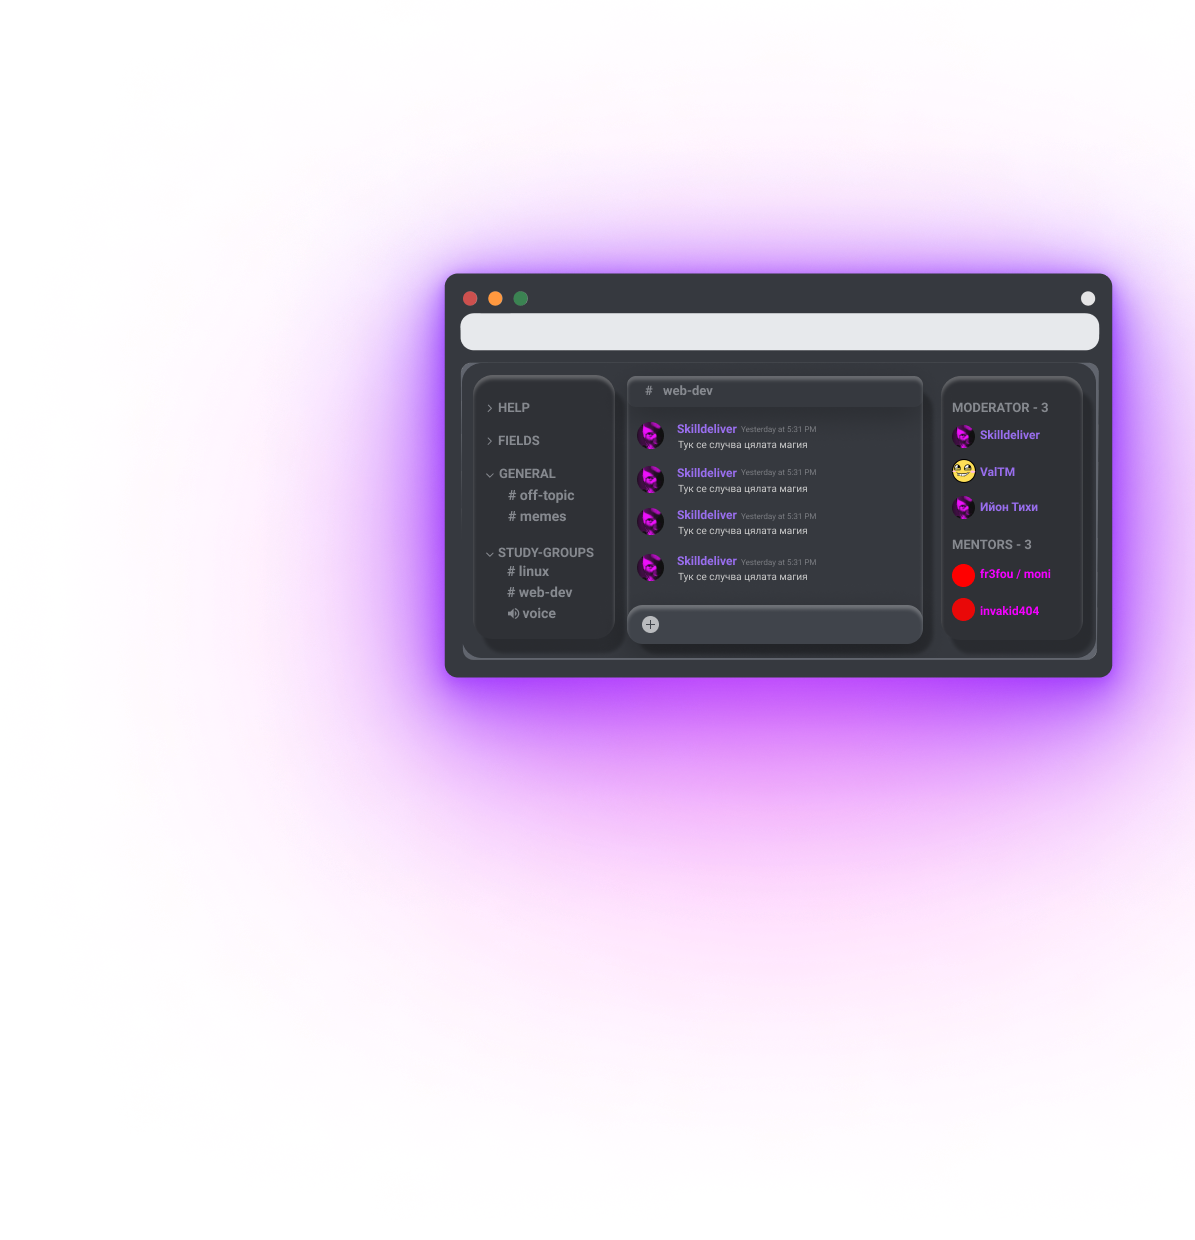 HELP
FIELDS
GENERAL
# off-topic
# memes
STUDY-GROUPS
# linux
# web-dev
voice
# web-dev
Skilldeliver Yesterday at 5:31 PM
Тук се случва цялата магия
Skilldeliver Yesterday at 5:31 PM
Тук се случва цялата магия
Skilldeliver Yesterday at 5:31 PM
Тук се случва цялата магия
Skilldeliver Yesterday at 5:31 PM
Тук се случва цялата магия
MODERATOR - 3
Skilldeliver
ValTM
Ийон Тихи
MENTORS - 3
fr3fou / moni
invakid404